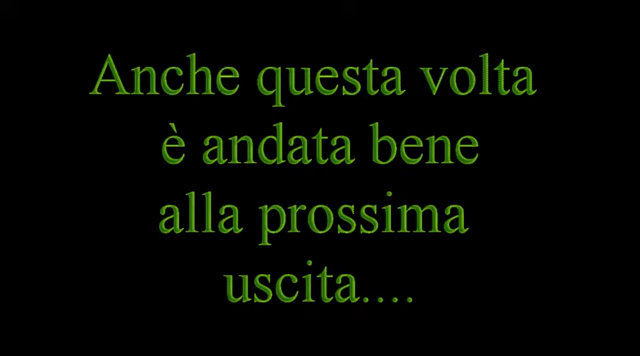 Anche questa volta
è andata bene
alla prossima
uscita....